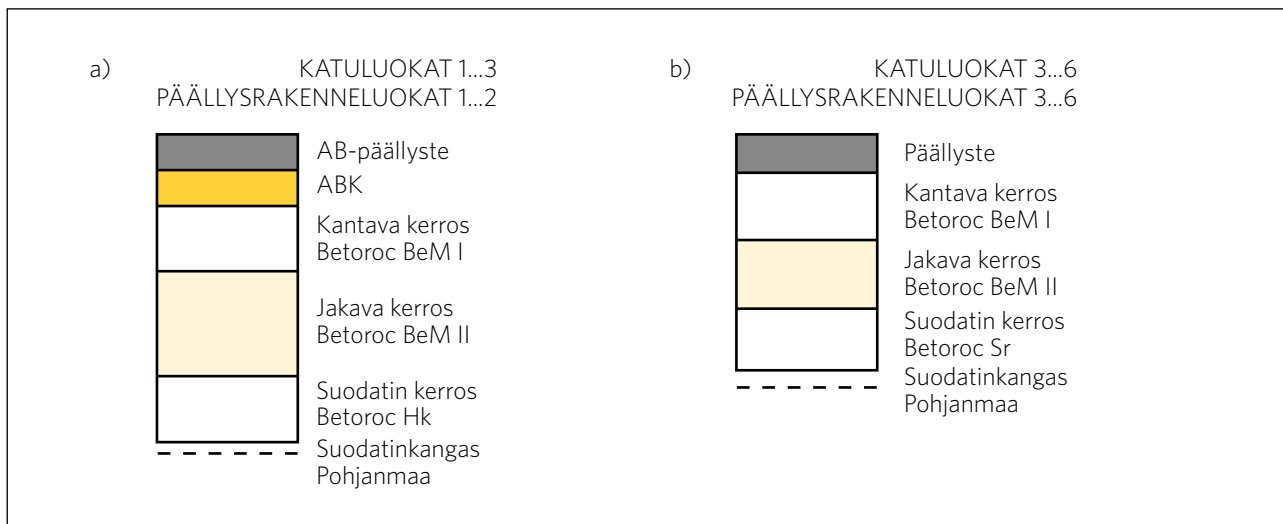 a)
KATULUOKAT 1...3
PÄÄLLYSRAKENNELUOKAT 1...2
AB-päällyste
ABK
Kantava kerros
Betoroc BeM I
Jakava kerros
Betoroc BeM II
Suodatin kerros
Betoroc Hk
Suodatinkangas
Pohjanmaa
b)
KATULUOKAT 3...6
PÄÄLLYSRAKENNELUOKAT 3...6
Päällyste
Kantava kerros
Betoroc BeM I
Jakava kerros
Betoroc BeM II
Suodatin kerros
Betoroc Sr
Suodatinkangas
Pohjanmaa